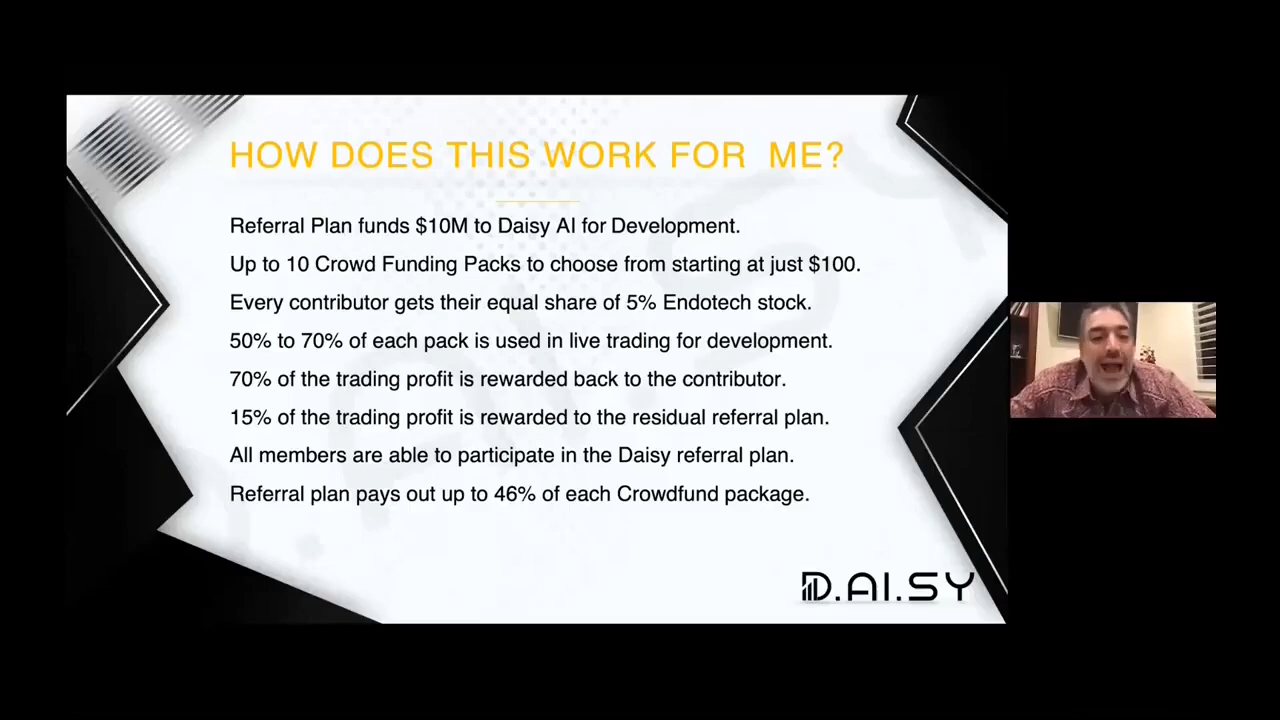 HOW DOES THIS WORK FOR ME?
Referral Plan funds $10M to Daisy AI for Development.
Up to 10 Crowd Funding Packs to choose from starting at just $100.
Every contributor gets their equal share of 5% Endotech stock.
50% to 70% of each pack is used in live trading for development.
70% of the trading profit is rewarded back to the contributor.
15% of the trading profit is rewarded to the residual referral plan.
All members are able to participate in the Daisy referral plan.
Referral plan pays out up to 46% of each Crowdfund package.
D.AI.SY